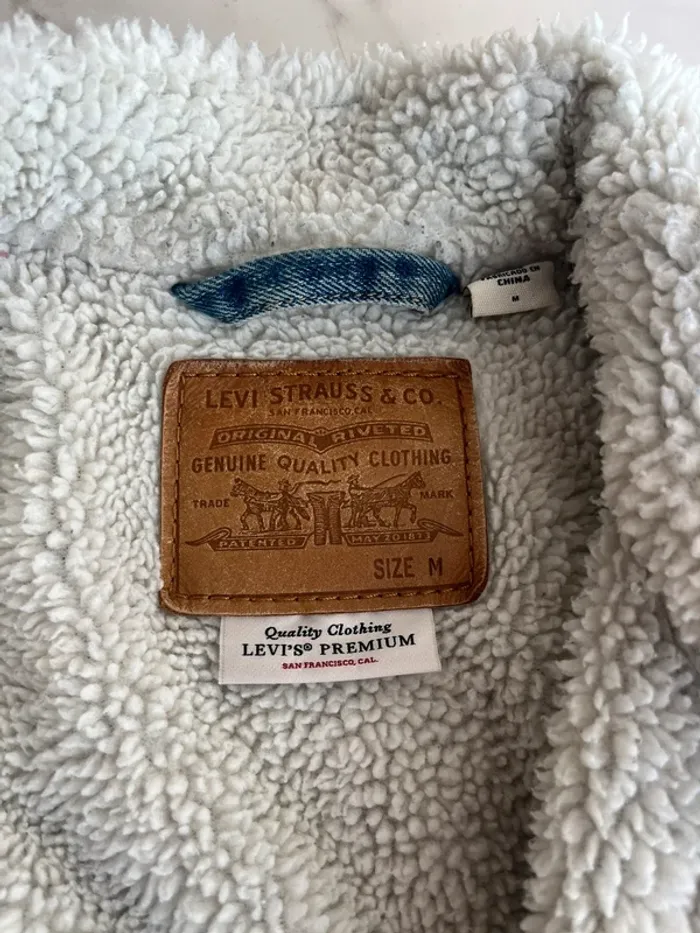 CHINA
M
LEVI STRAUSS & CO.
SAN FRANCISCO, CAL
ORIGINAL RIVETED
GENUINE QUALITY CLOTHING
TRADE MARK
PATENTED MAY 20 1873
SIZE M
Quality Clothing
LEVI'S® PREMIUM
SAN FRANCISCO, CAL.